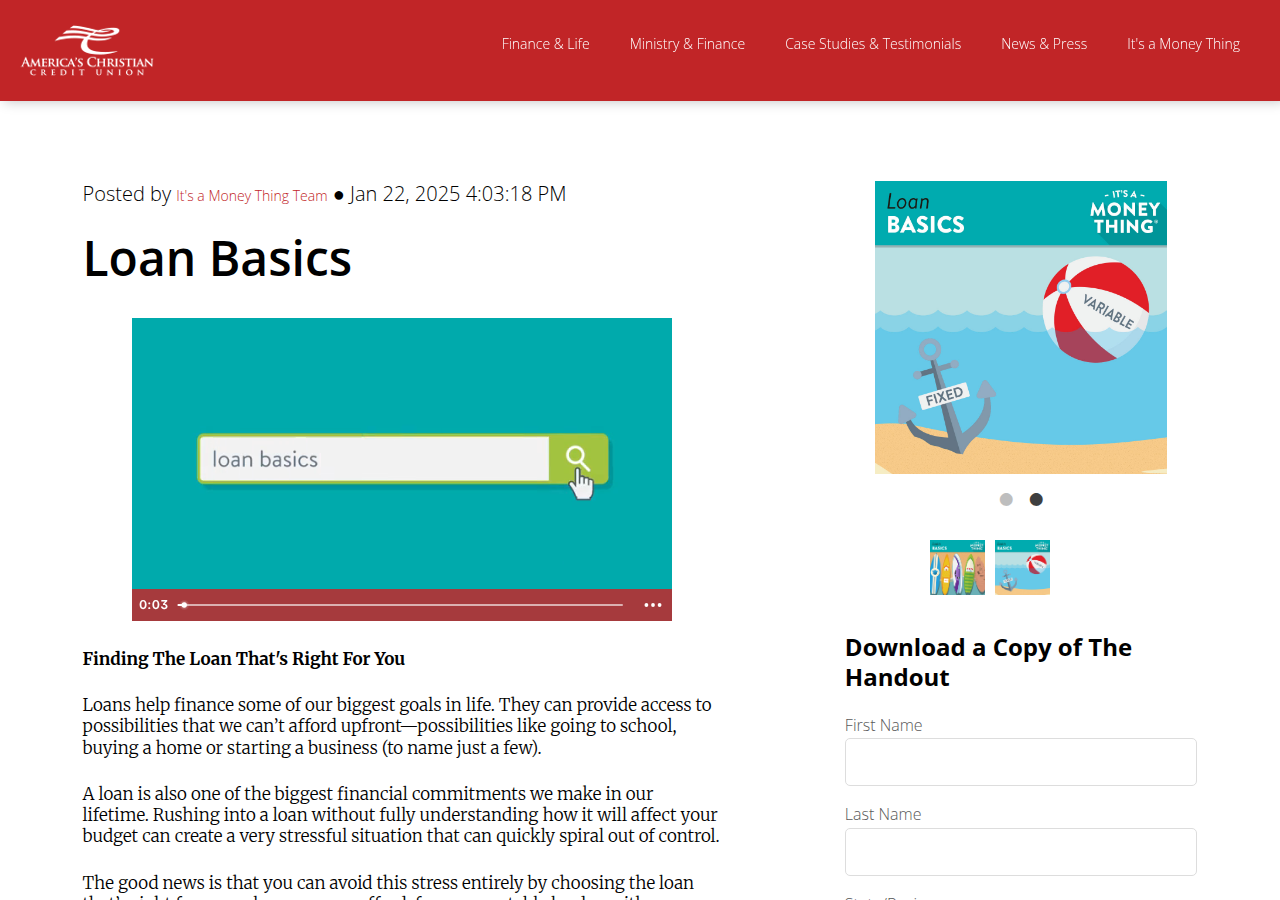 AMERICA'S CHRISTIAN
CREDIT UNION
Finance & Life
Ministry & Finance
Case Studies & Testimonials
News & Press
It's a Money Thing
Posted by It's a Money Thing Team ● Jan 22, 2025 4:03:18 PM
Loan Basics
loan basics
0:03
Finding The Loan That's Right For You
Loans help finance some of our biggest goals in life. They can provide access to
possibilities that we can’t afford upfront—possibilities like going to school,
buying a home or starting a business (to name just a few).
A loan is also one of the biggest financial commitments we make in our
lifetime. Rushing into a loan without fully understanding how it will affect your
budget can create a very stressful situation that can quickly spiral out of control.
The good news is that you can avoid this stress entirely by choosing the loan
Loan
BASICS
~ IT'S A ~
MONEY
THING®
VARIABLE
FIXED
BASICS
BASICS
Download a Copy of The
Handout
First Name
Last Name